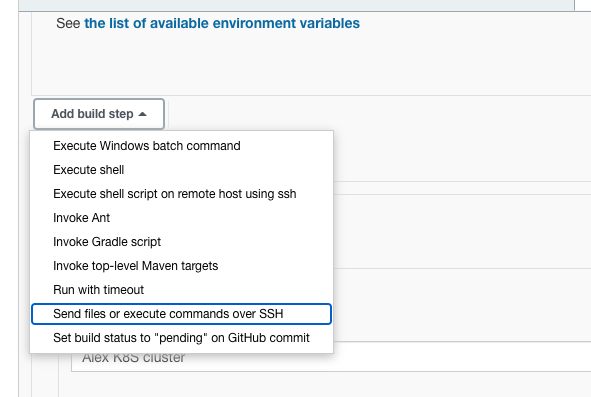 See the list of available environment variables
Add build step
Execute Windows batch command
Execute shell
Execute shell script on remote host using ssh
Invoke Ant
Invoke Gradle script
Invoke top-level Maven targets
Run with timeout
Send files or execute commands over SSH
Set build status to "pending" on GitHub commit
Alex K8S cluster